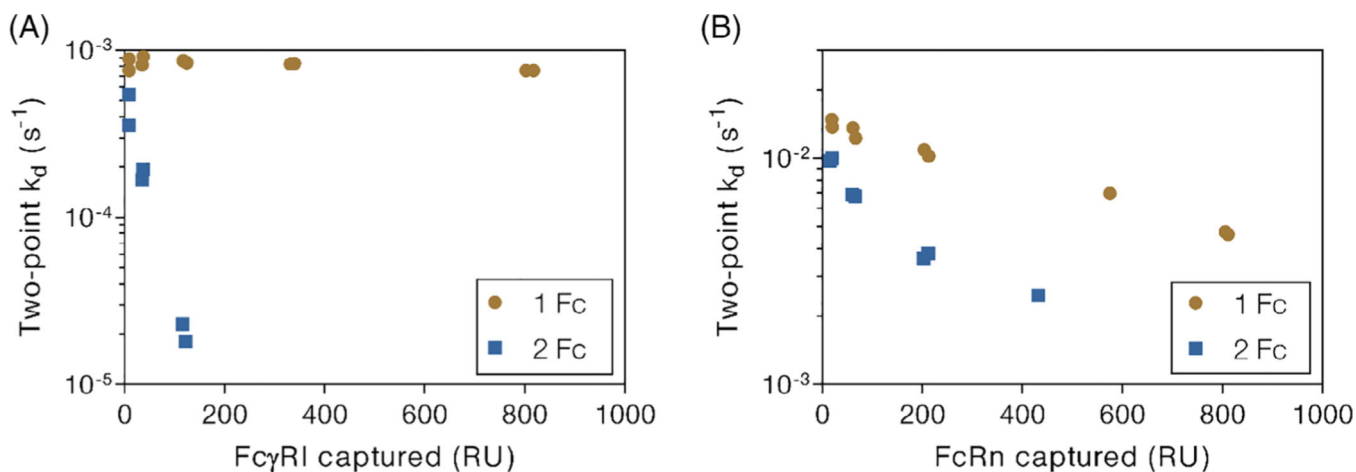 (A)
Two-point k_d (s⁻¹)
10⁻³
10⁻⁴
10⁻⁵
0 200 400 600 800 1000
FcγRI captured (RU)
1 Fc
2 Fc
(B)
Two-point k_d (s⁻¹)
10⁻²
10⁻³
0 200 400 600 800 1000
FcRn captured (RU)
1 Fc
2 Fc